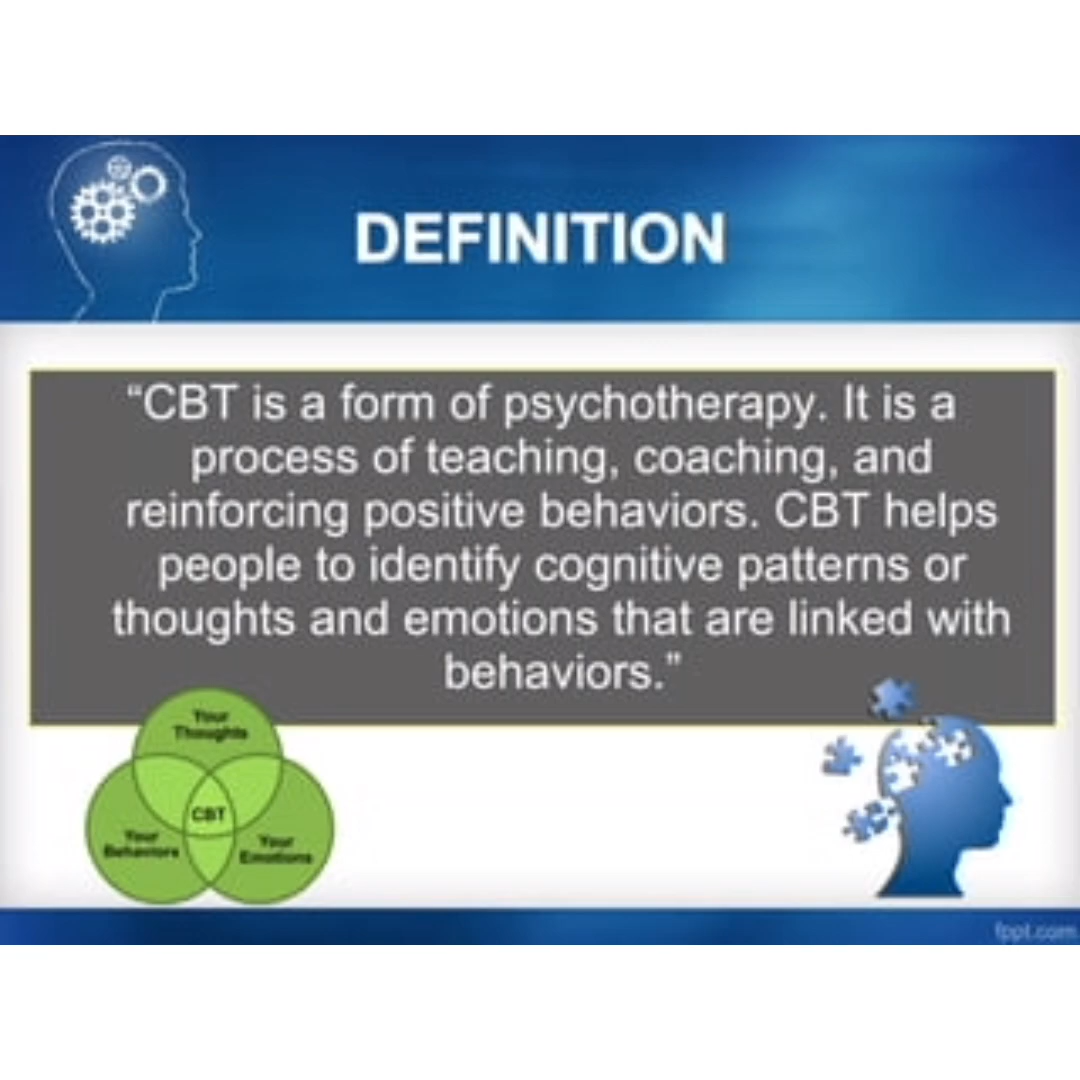 DEFINITION
“CBT is a form of psychotherapy. It is a
process of teaching, coaching, and
reinforcing positive behaviors. CBT helps
people to identify cognitive patterns or
thoughts and emotions that are linked with
behaviors.”
Your
Thoughts
CBT
Your
Behaviors
Your
Emotions
fppt.com